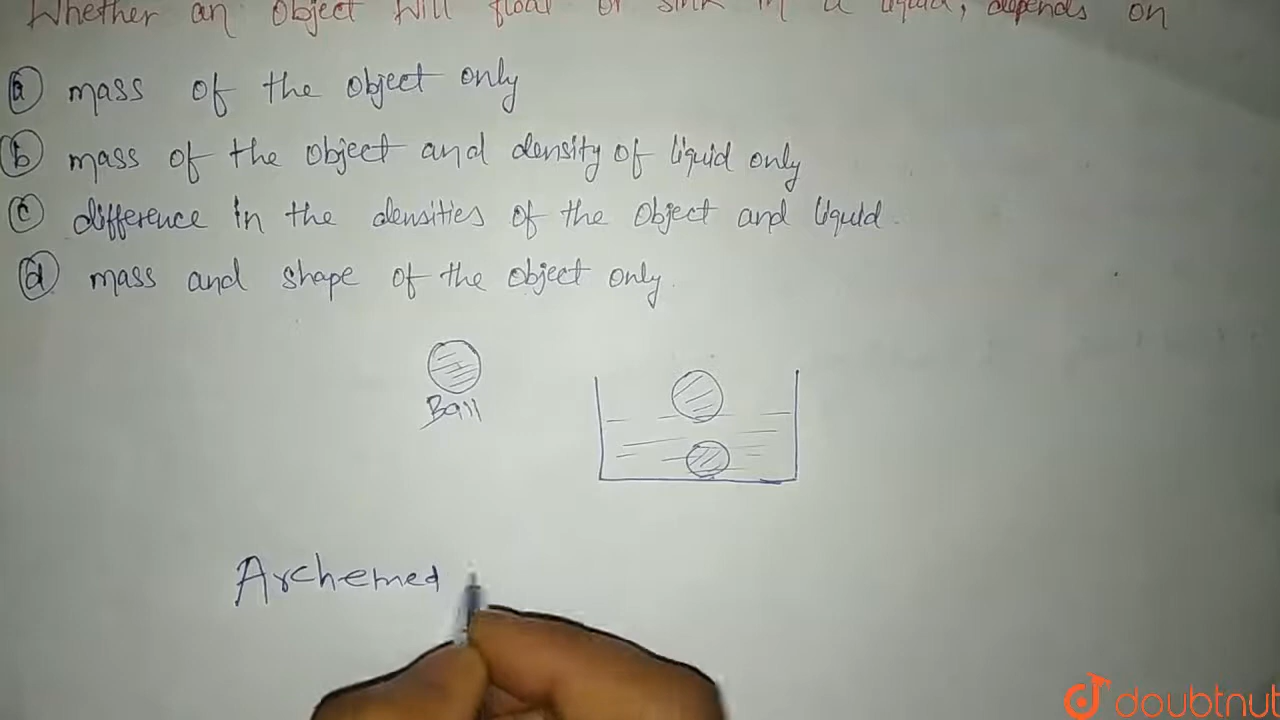 Whether an object will float or sink in a liquid, depends on
a mass of the object only
b mass of the object and density of liquid only
c difference in the densities of the object and liquid.
d mass and shape of the object only.
Ball
Archemed
doubtnut